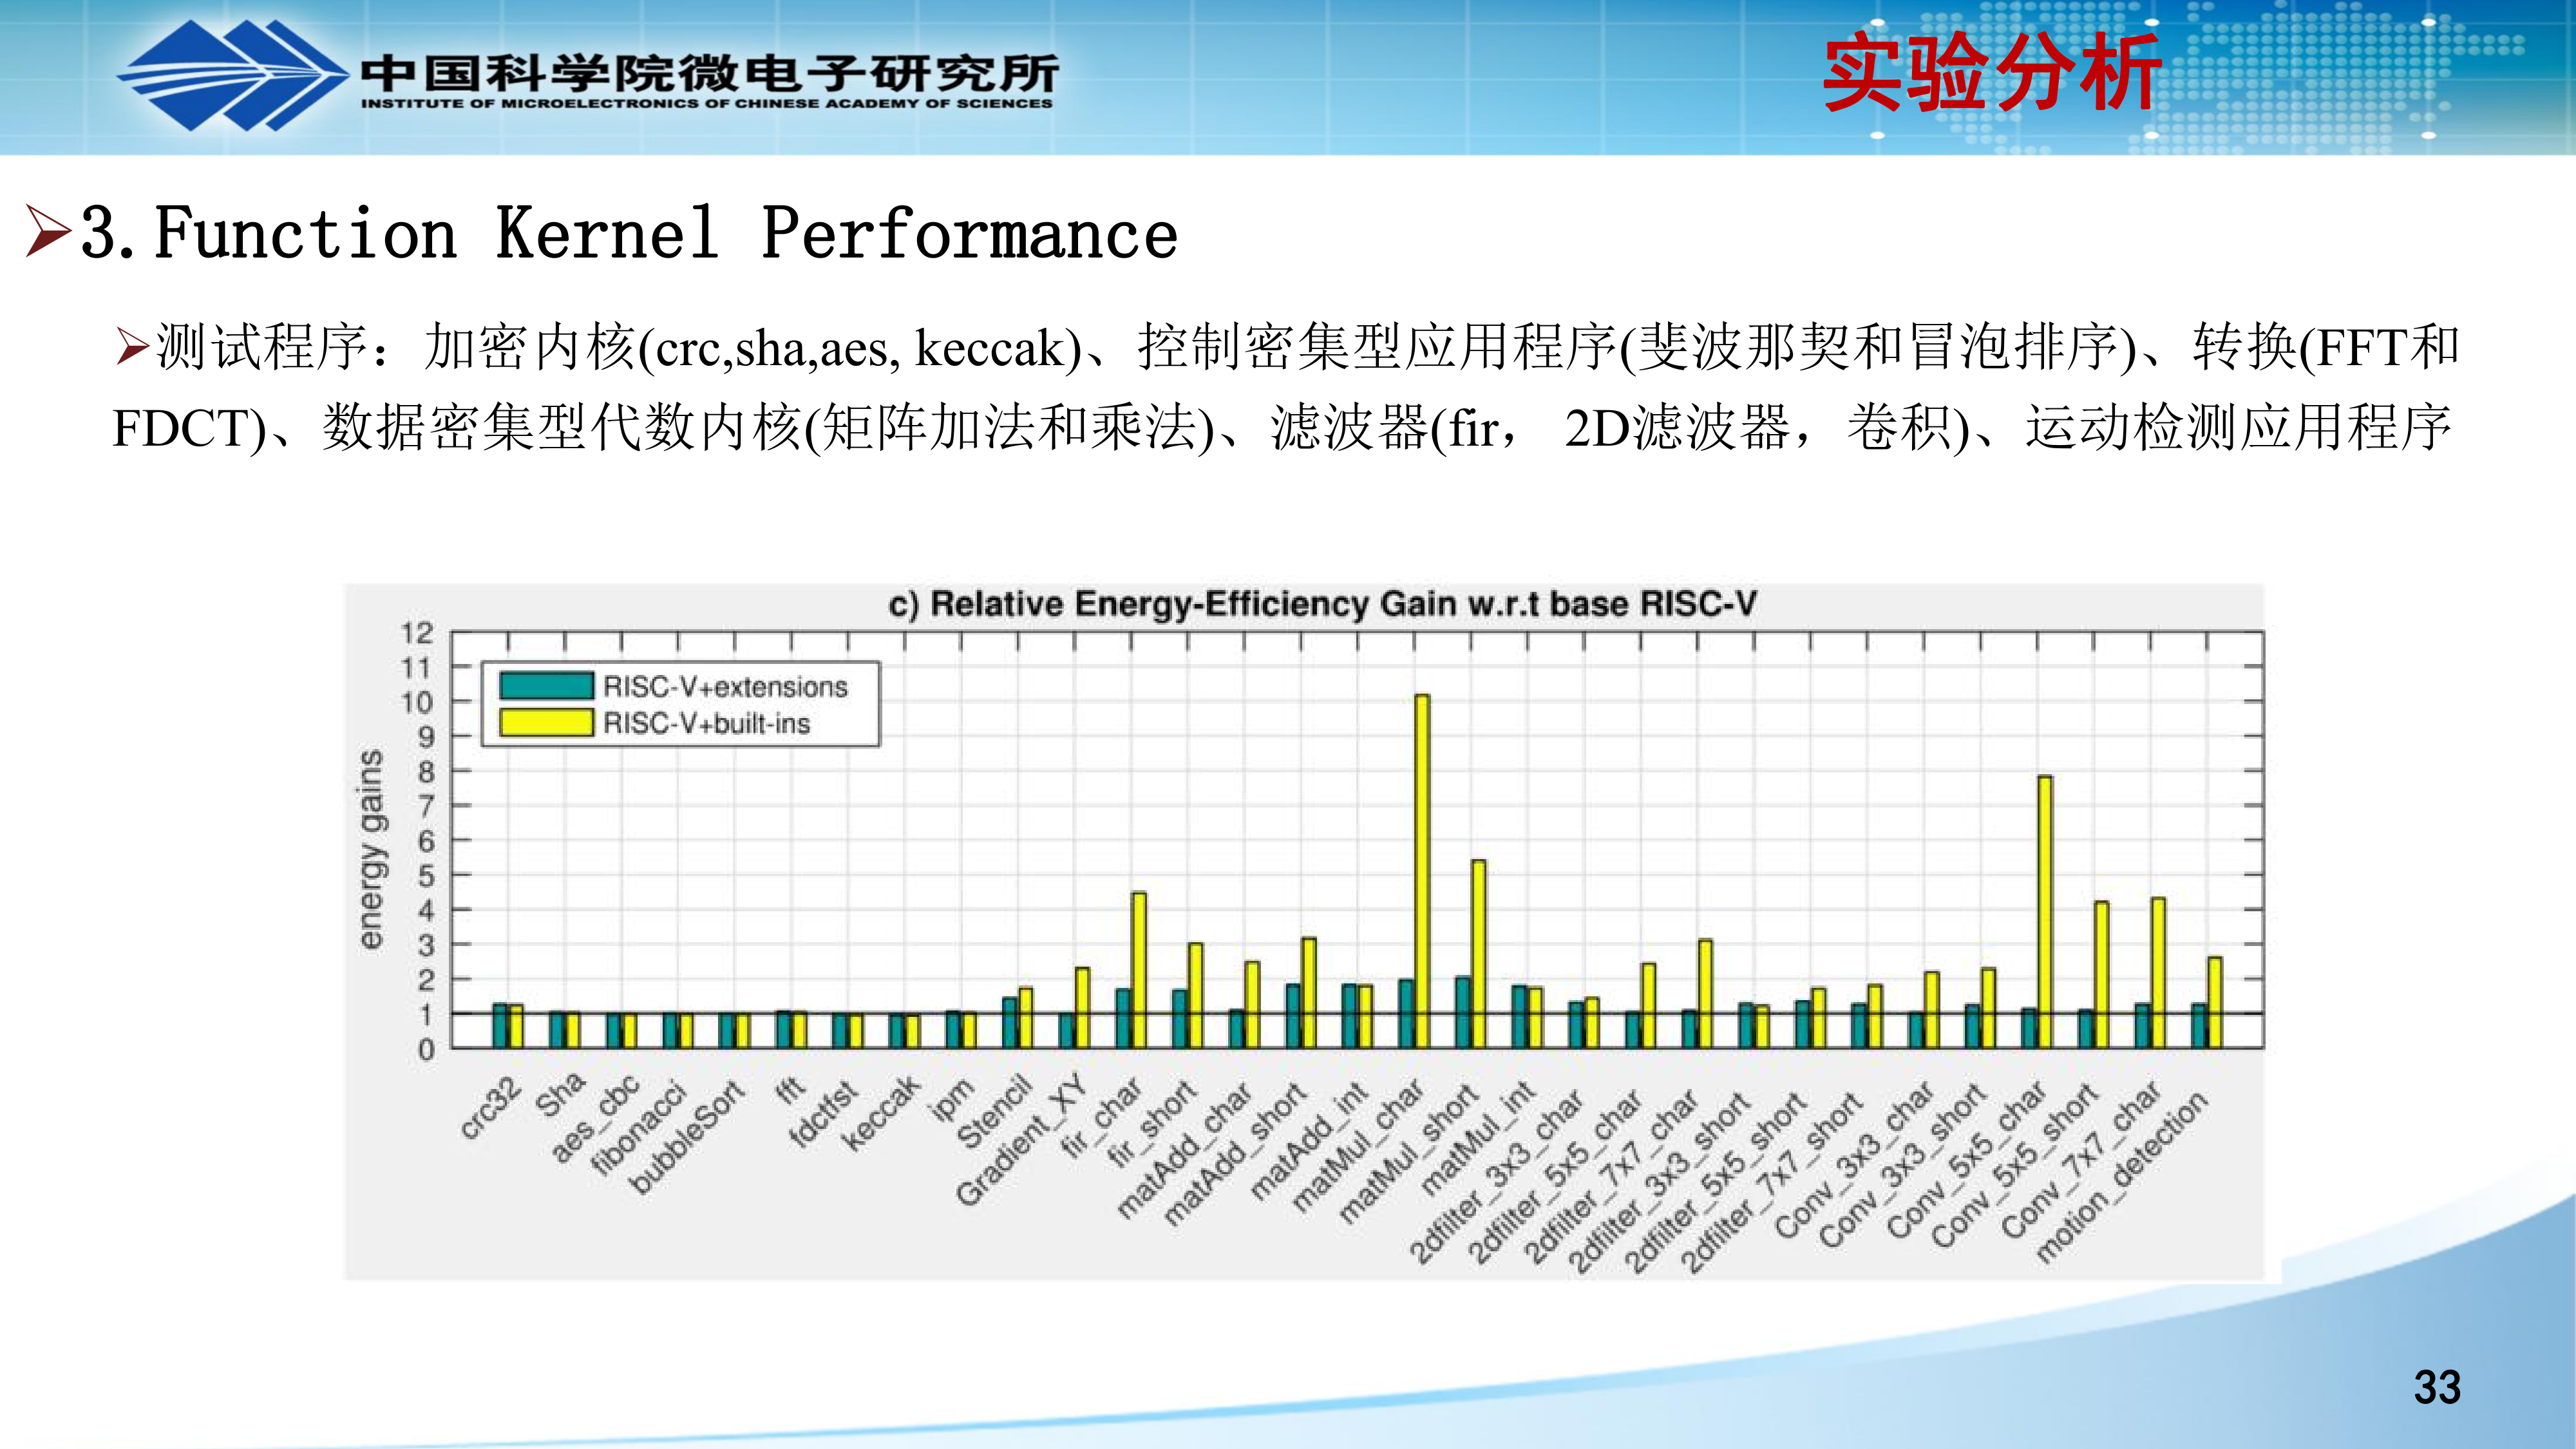 中国科学院微电子研究所
INSTITUTE OF MICROELECTRONICS OF CHINESE ACADEMY OF SCIENCES
实验分析
3.Function Kernel Performance
测试程序：加密内核(crc,sha,aes, keccak)、控制密集型应用程序(斐波那契和冒泡排序)、转换(FFT和
FDCT)、数据密集型代数内核(矩阵加法和乘法)、滤波器(fir， 2D滤波器，卷积)、运动检测应用程序
c) Relative Energy-Efficiency Gain w.r.t base RISC-V
RISC-V+extensions
RISC-V+built-ins
energy gains
12
11
10
9
8
7
6
5
4
3
2
1
0
crc32
Sha
aes_cbc
fibonacci
bubbleSort
fft
fdctfst
keccak
ipm
Stencil
Gradient_XY
fir_char
fir_short
matAdd_char
matAdd_short
matAdd_int
matMul_char
matMul_short
matMul_int
2dfilter_3x3_char
2dfilter_5x5_char
2dfilter_7x7_char
2dfilter_3x3_short
2dfilter_5x5_short
2dfilter_7x7_short
Conv_3x3_char
Conv_3x3_short
Conv_5x5_char
Conv_5x5_short
Conv_7x7_char
motion_detection
33